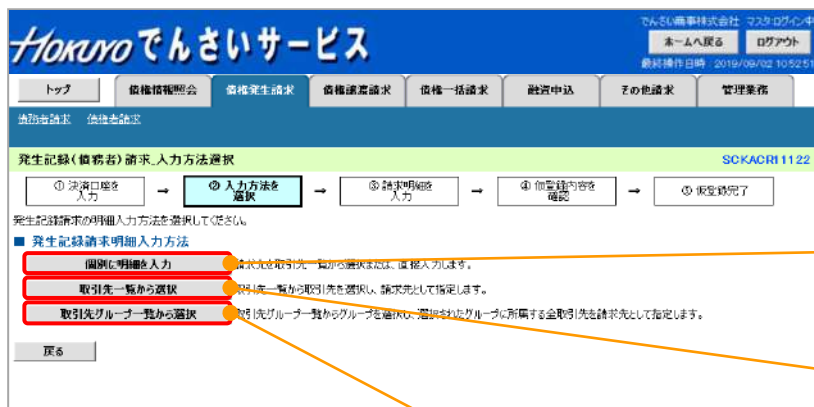 でんさい商事株式会社 マスタログイン中
Hokuyoでんさいサービス
ホームへ戻る ログアウト
最終操作日時 2019/09/02 10:52:51
トップ 債権情報照会 債権発生請求 債権譲渡請求 債権一括請求 融資申込 その他請求 管理業務
債務者請求 債権者請求
発生記録(債務者)請求_入力方法選択 SCKACR11122
① 決済口座を入力 → ② 入力方法を選択 → ③ 請求明細を入力 → ④ 仮登録内容を確認 → ⑤ 仮登録完了
発生記録請求の明細入力方法を選択してください。
■ 発生記録請求明細入力方法
個別に明細を入力 請求先を取引先一覧から選択または、直接入力します。
取引先一覧から選択 取引先一覧から取引先を選択し、請求先として指定します。
取引先グループ一覧から選択 取引先グループ一覧からグループを選択し、選択されたグループに所属する全取引先を請求先として指定します。
戻る